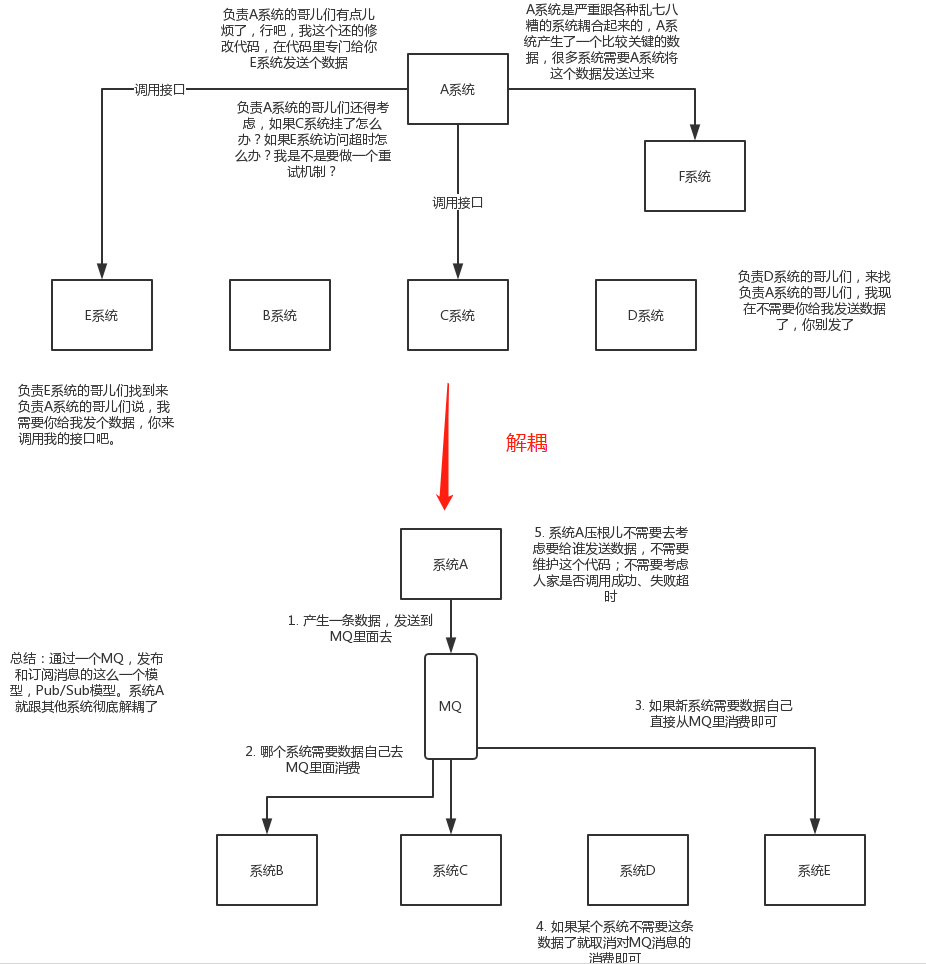 负责A系统的哥儿们有点儿
烦了，行吧，我这个还的修
改代码，在代码里专门给你
E系统发送个数据
A系统是严重跟各种乱七八
糟的系统耦合起来的，A系
统产生了一个比较关键的数
据，很多系统需要A系统将
这个数据发送过来
调用接口
A系统
负责A系统的哥儿们还得考
虑，如果C系统挂了怎么
办？如果E系统访问超时怎
么办？我是不是要做一个重
试机制？
F系统
调用接口
E系统
B系统
C系统
D系统
负责D系统的哥儿们，来找
负责A系统的哥儿们，我现
在不需要你给我发送数据
了，你别发了
负责E系统的哥儿们找到来
负责A系统的哥儿们说，我
需要你给我发个数据，你来
调用我的接口吧。
解耦
系统A
5. 系统A压根儿不需要去考
虑要给谁发送数据，不需要
维护这个代码；不需要考虑
人家是否调用成功、失败超
时
1. 产生一条数据，发送到
MQ里面去
总结：通过一个MQ，发布
和订阅消息的这么一个模
型，Pub/Sub模型。系统A
就跟其他系统彻底解耦了
MQ
3. 如果新系统需要数据自己
直接从MQ里消费即可
2. 哪个系统需要数据自己去
MQ里面消费
系统B
系统C
系统D
系统E
4. 如果某个系统不需要这条
数据了就取消对MQ消息的
消费即可